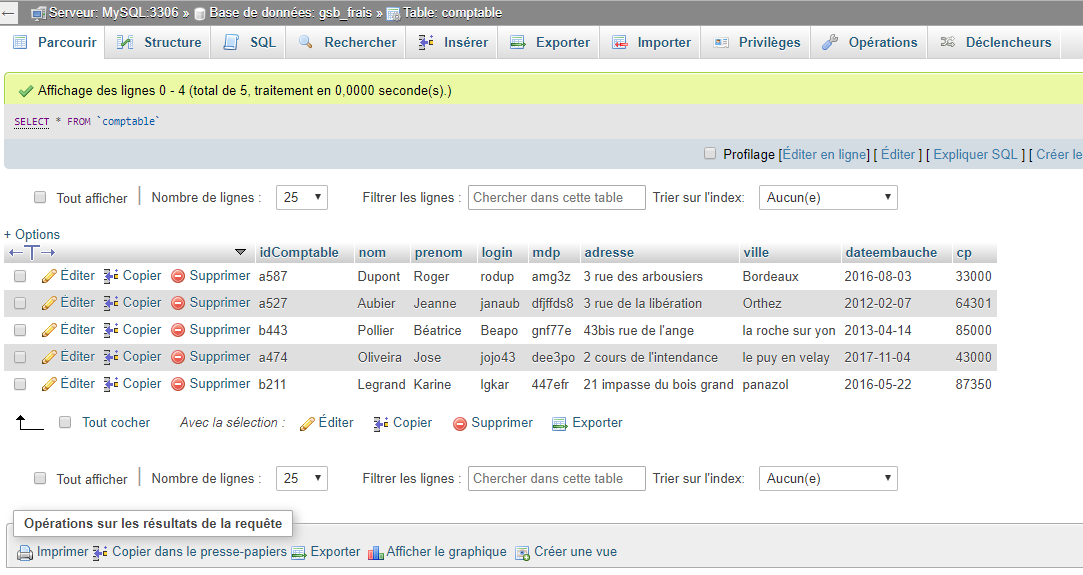 Serveur: MySQL:3306 » Base de données: gsb_frais » Table: comptable
Parcourir Structure SQL Rechercher Insérer Exporter Importer Privilèges Opérations Déclencheurs
Affichage des lignes 0 - 4 (total de 5, traitement en 0,0000 seconde(s).)
SELECT * FROM `comptable`
Profilage [Éditer en ligne] [ Éditer ] [ Expliquer SQL ] [ Créer le
Tout afficher | Nombre de lignes : 25 Filtrer les lignes : Chercher dans cette table Trier sur l'index: Aucun(e)
+ Options
←T→ idComptable nom prenom login mdp adresse ville dateembauche cp
Éditer Copier Supprimer a587 Dupont Roger rodup amg3z 3 rue des arbousiers Bordeaux 2016-08-03 33000
Éditer Copier Supprimer a527 Aubier Jeanne janaub dfjffds8 3 rue de la libération Orthez 2012-02-07 64301
Éditer Copier Supprimer b443 Pollier Béatrice Beapo gnf77e 43bis rue de l'ange la roche sur yon 2013-04-14 85000
Éditer Copier Supprimer a474 Oliveira Jose jojo43 dee3po 2 cours de l'intendance le puy en velay 2017-11-04 43000
Éditer Copier Supprimer b211 Legrand Karine lgkar 447efr 21 impasse du bois grand panazol 2016-05-22 87350
Tout cocher Avec la sélection : Éditer Copier Supprimer Exporter
Tout afficher | Nombre de lignes : 25 Filtrer les lignes : Chercher dans cette table Trier sur l'index: Aucun(e)
Opérations sur les résultats de la requête
Imprimer Copier dans le presse-papiers Exporter Afficher le graphique Créer une vue